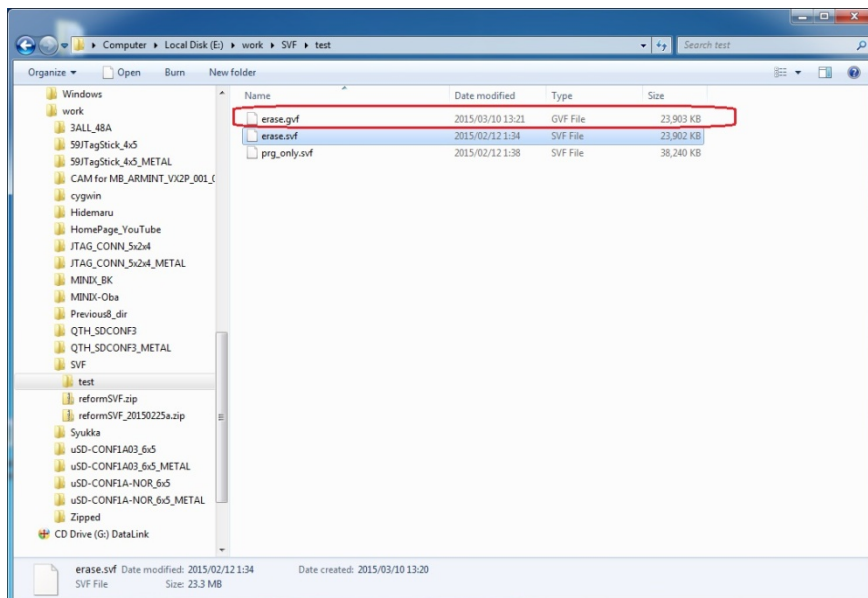 Computer ▸ Local Disk (E:) ▸ work ▸ SVF ▸ test
Search test
Organize Open Burn New folder
Name Date modified Type Size
erase.gvf 2015/03/10 13:21 GVF File 23,903 KB
erase.svf 2015/02/12 1:34 SVF File 23,902 KB
prg_only.svf 2015/02/12 1:38 SVF File 38,240 KB
Windows
work
3ALL_48A
59JTagStick_4x5
59JTagStick_4x5_METAL
CAM for MB_ARMINT_VX2P_001_(
cygwin
Hidemaru
HomePage_YouTube
JTAG_CONN_5x2x4
JTAG_CONN_5x2x4_METAL
MINIX_BK
MINIX-Oba
Previous8_dir
QTH_SDCONF3
QTH_SDCONF3_METAL
SVF
test
reformSVF.zip
reformSVF_20150225a.zip
Syukka
uSD-CONF1A03_6x5
uSD-CONF1A03_6x5_METAL
uSD-CONF1A-NOR_6x5
uSD-CONF1A-NOR_6x5_METAL
Zipped
CD Drive (G:) DataLink
erase.svf Date modified: 2015/02/12 1:34 Date created: 2015/03/10 13:20
SVF File Size: 23.3 MB